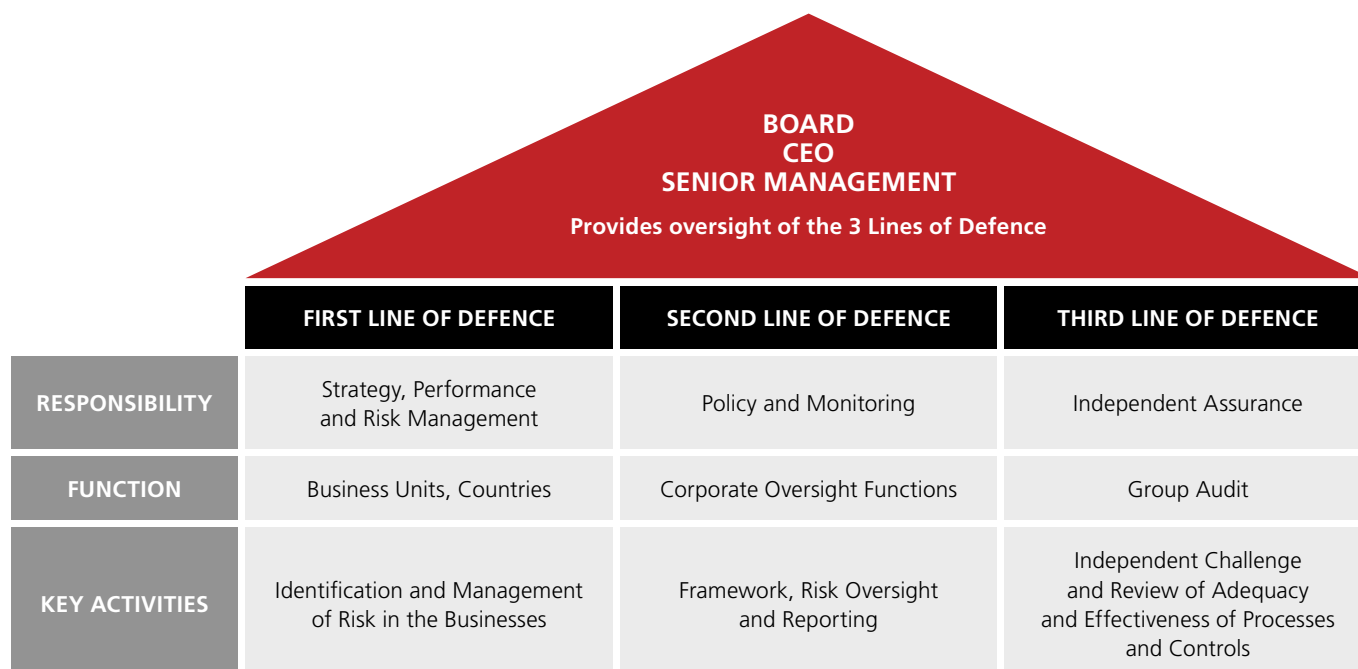 BOARD
CEO
SENIOR MANAGEMENT
Provides oversight of the 3 Lines of Defence
FIRST LINE OF DEFENCE
SECOND LINE OF DEFENCE
THIRD LINE OF DEFENCE
RESPONSIBILITY
Strategy, Performance
and Risk Management
Policy and Monitoring
Independent Assurance
FUNCTION
Business Units, Countries
Corporate Oversight Functions
Group Audit
KEY ACTIVITIES
Identification and Management
of Risk in the Businesses
Framework, Risk Oversight
and Reporting
Independent Challenge
and Review of Adequacy
and Effectiveness of Processes
and Controls